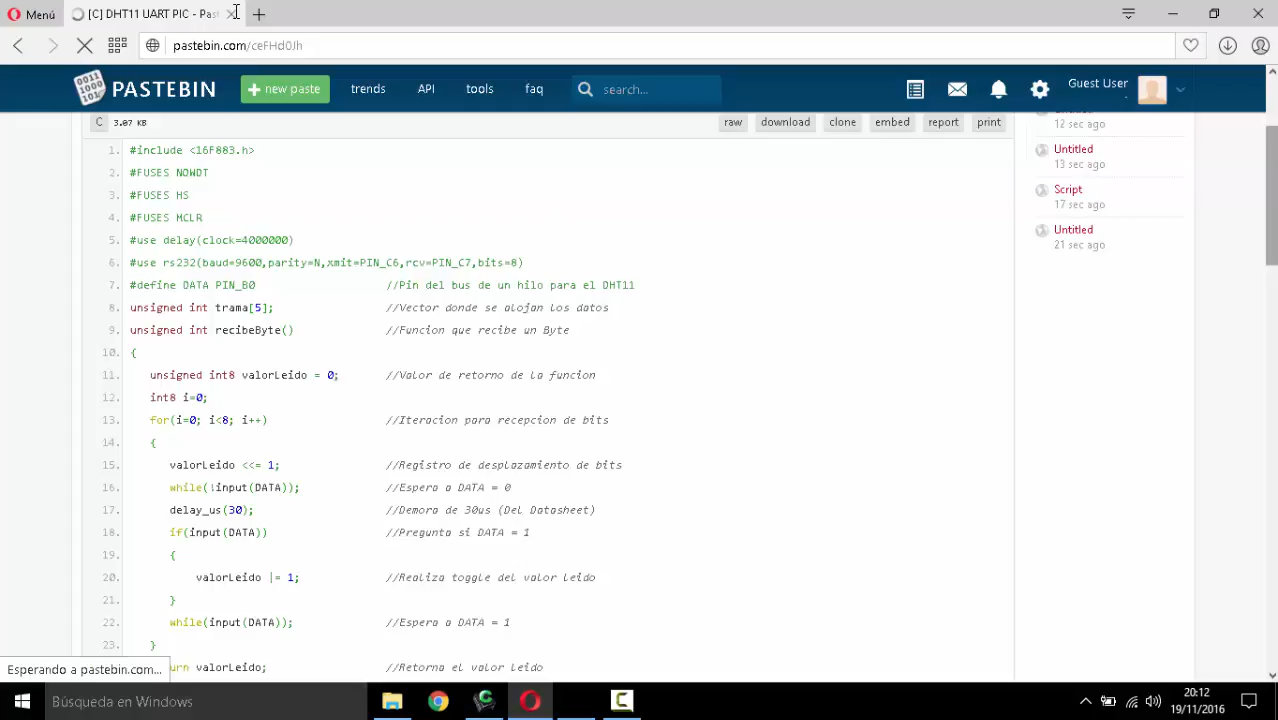 Menú
[C] DHT11 UART PIC - Past
pastebin.com/ceFHd0Jh
PASTEBIN
new paste
trends
API
tools
faq
search...
Guest User
C 3.07 KB
raw
download
clone
embed
report
print
1. #include <16F883.h>
2. #FUSES NOWDT
3. #FUSES HS
4. #FUSES MCLR
5. #use delay(clock=4000000)
6. #use rs232(baud=9600,parity=N,xmit=PIN_C6,rcv=PIN_C7,bits=8)
7. #define DATA PIN_B0 //Pin del bus de un hilo para el DHT11
8. unsigned int trama[5]; //Vector donde se alojan los datos
9. unsigned int recibeByte() //Funcion que recibe un Byte
10. {
11. unsigned int8 valorLeido = 0; //Valor de retorno de la funcion
12. int8 i=0;
13. for(i=0; i<8; i++) //Iteracion para recepcion de bits
14. {
15. valorLeido <<= 1; //Registro de desplazamiento de bits
16. while(!input(DATA)); //Espera a DATA = 0
17. delay_us(30); //Demora de 30us (Del Datasheet)
18. if(input(DATA)) //Pregunta si DATA = 1
19. {
20. valorLeido |= 1; //Realiza toggle del valor leido
21. }
22. while(input(DATA)); //Espera a DATA = 1
23. }
urn valorLeido; //Retorna el valor leido
12 sec ago
Untitled
13 sec ago
Script
17 sec ago
Untitled
21 sec ago
Esperando a pastebin.com...
Búsqueda en Windows
20:12
19/11/2016